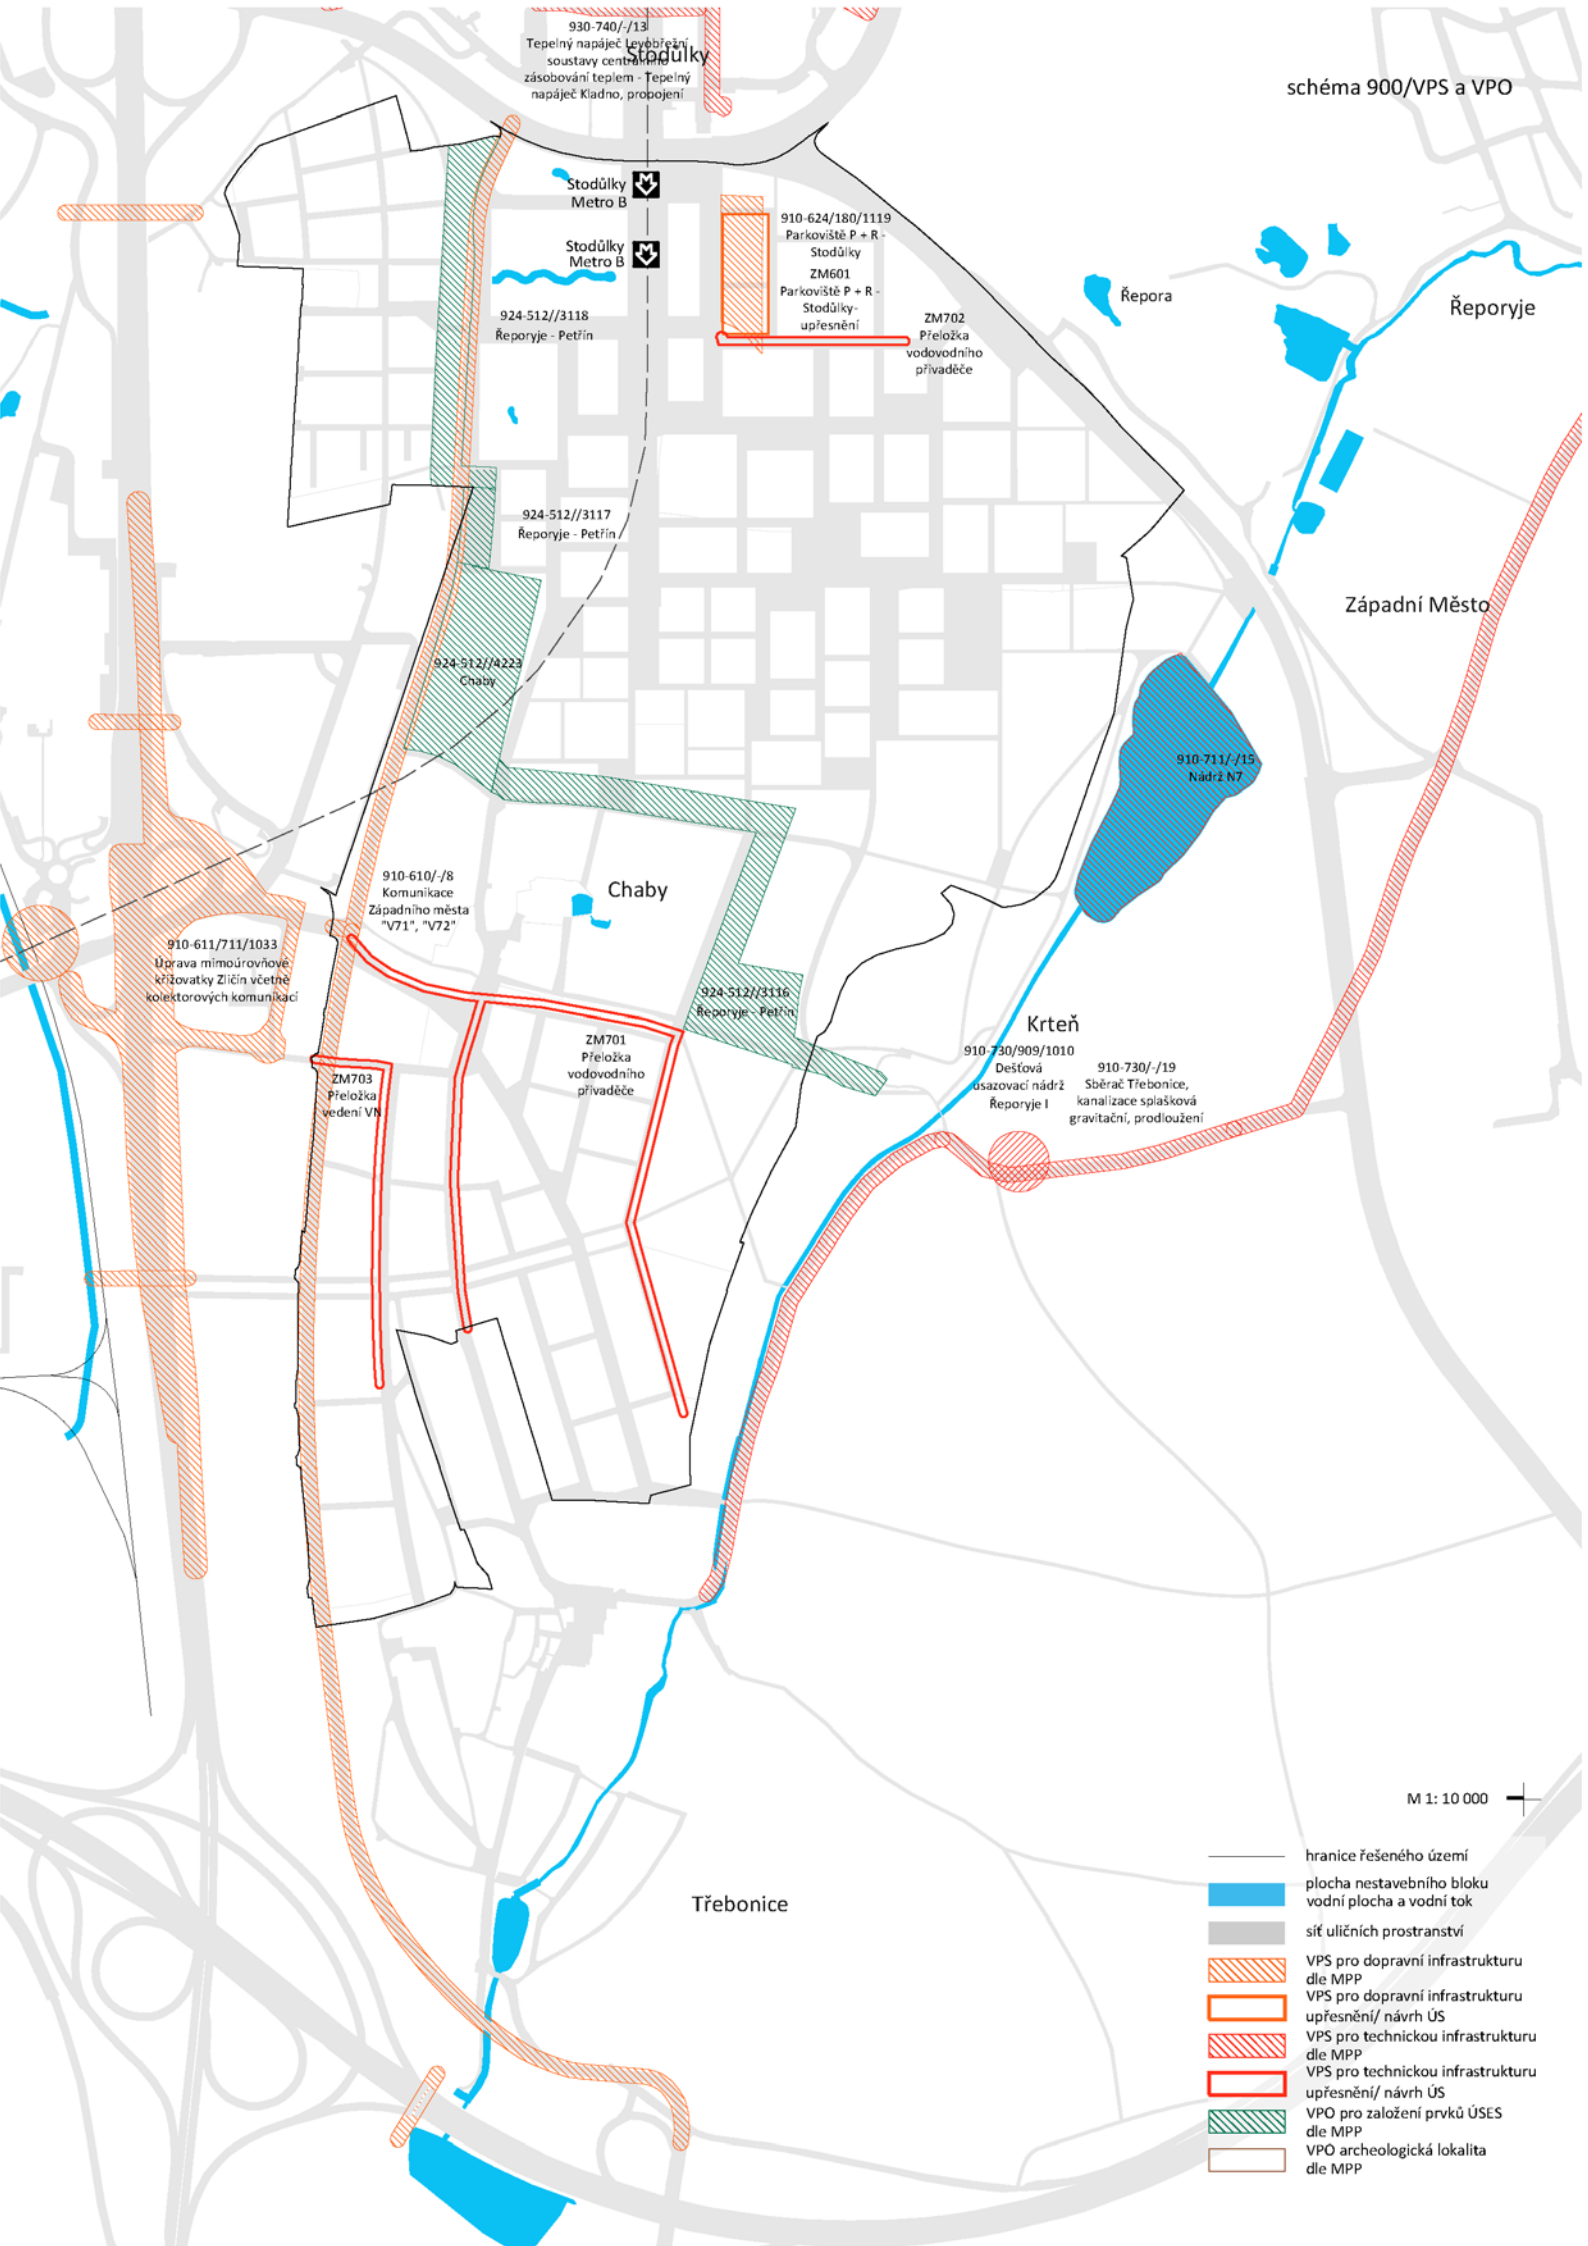 930-740/-/13
Tepelný napáječ Levobřežní
soustavy centrálního
zásobování teplem - Tepelný
napáječ Kladno, propojení
Stodůlky
schéma 900/VPS a VPO
Stodůlky
Metro B
Stodůlky
Metro B
910-624/180/1119
Parkoviště P + R -
Stodůlky
ZM601
Parkoviště P + R -
Stodůlky-
upřesnění
ZM702
Přeložka
vodovodního
přivaděče
924-512//3118
Řeporyje - Petřín
Řepora
Řeporyje
924-512//3117
Řeporyje - Petřín
Západní Město
924-512//4223
Chaby
910-711/-/15
Nádrž N7
910-610/-/8
Komunikace
Západního města
"V71", "V72"
Chaby
910-611/711/1033
Úprava mimoúrovňové
křižovatky Zličín včetně
kolektorových komunikací
924-512//3116
Řeporyje - Petřín
Krteň
910-730/909/1010
Dešťová
usazovací nádrž
Řeporyje I
910-730/-/19
Sběrač Třebonice,
kanalizace splašková
gravitační, prodloužení
ZM701
Přeložka
vodovodního
přivaděče
ZM703
Přeložka
vedení VN
Třebonice
M 1: 10 000
hranice řešeného území
plocha nestavebního bloku
vodní plocha a vodní tok
síť uličních prostranství
VPS pro dopravní infrastrukturu
dle MPP
VPS pro dopravní infrastrukturu
upřesnění/ návrh ÚS
VPS pro technickou infrastrukturu
dle MPP
VPS pro technickou infrastrukturu
upřesnění/ návrh ÚS
VPO pro založení prvků ÚSES
dle MPP
VPO archeologická lokalita
dle MPP